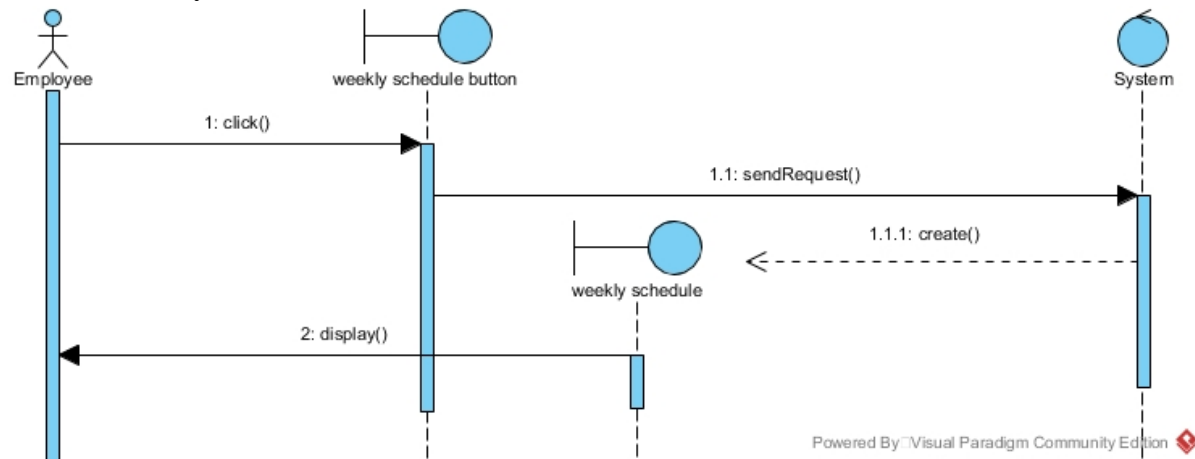 Employee
weekly schedule button
System
1: click()
1.1: sendRequest()
1.1.1: create()
weekly schedule
2: display()
Powered By Visual Paradigm Community Edition